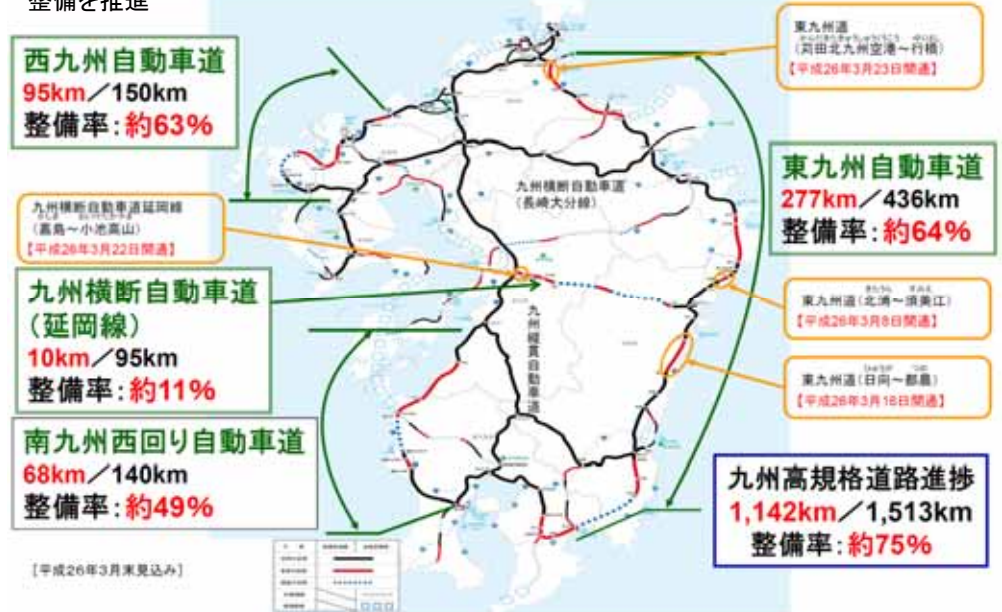 整備を推進
西九州自動車道
95km／150km
整備率：約63%
東九州道
(苅田北九州空港～行橋)
【平成26年3月23日開通】
九州横断自動車道
(長崎大分線)
東九州自動車道
277km／436km
整備率：約64%
九州横断自動車道延岡線
(嘉島～小池高山)
【平成26年3月22日開通】
九州横断自動車道
(延岡線)
10km／95km
整備率：約11%
九州縦貫自動車道
東九州道(北浦～須美江)
【平成26年3月8日開通】
東九州道(日向～都農)
【平成26年3月16日開通】
南九州西回り自動車道
68km／140km
整備率：約49%
九州高規格道路進捗
1,142km／1,513km
整備率：約75%
［平成26年3月末見込み］